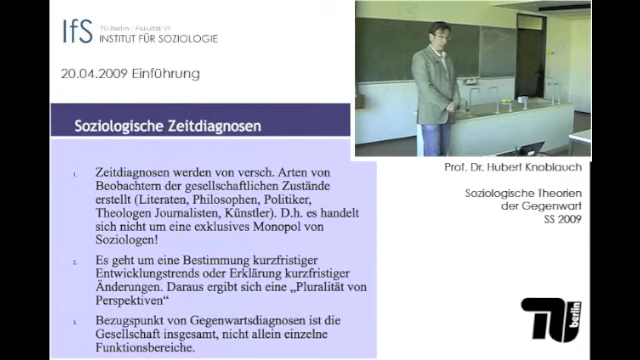 IfS
TU Berlin - Fakultät VI
INSTITUT FÜR SOZIOLOGIE
20.04.2009 Einführung
Soziologische Zeitdiagnosen
1. Zeitdiagnosen werden von versch. Arten von
Beobachtern der gesellschaftlichen Zustände
erstellt (Literaten, Philosophen, Politiker,
Theologen Journalisten, Künstler). D.h. es handelt
sich nicht um eine exklusives Monopol von
Soziologen!
2. Es geht um eine Bestimmung kurzfristiger
Entwicklungstrends oder Erklärung kurzfristiger
Änderungen. Daraus ergibt sich eine „Pluralität von
Perspektiven“
3. Bezugspunkt von Gegenwartsdiagnosen ist die
Gesellschaft insgesamt, nicht allein einzelne
Funktionsbereiche.
Prof. Dr. Hubert Knoblauch
Soziologische Theorien
der Gegenwart
SS 2009
TU berlin